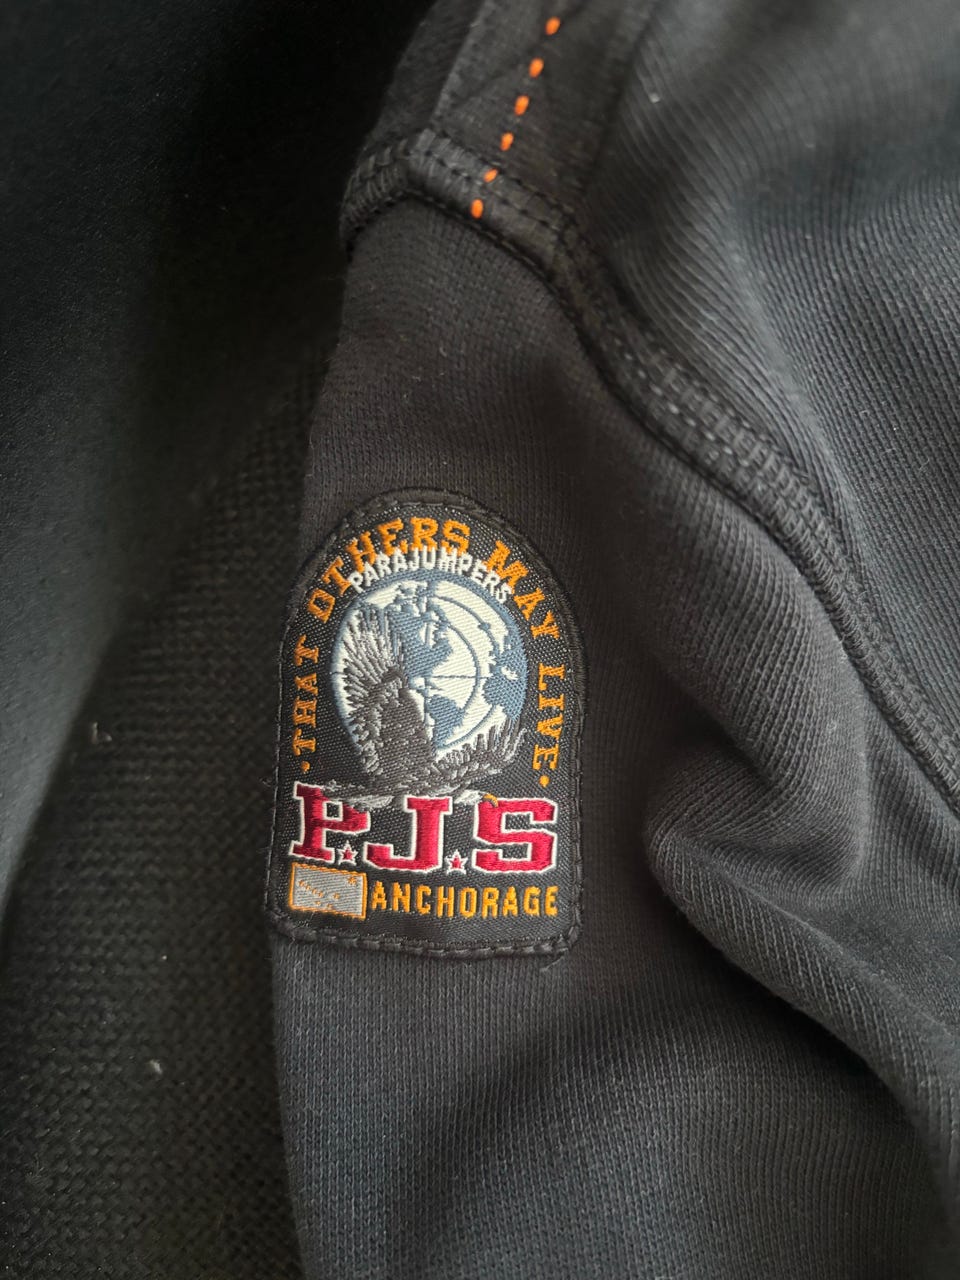 ·THAT OTHERS MAY LIVE·
PARAJUMPERS
P.J.S
ANCHORAGE